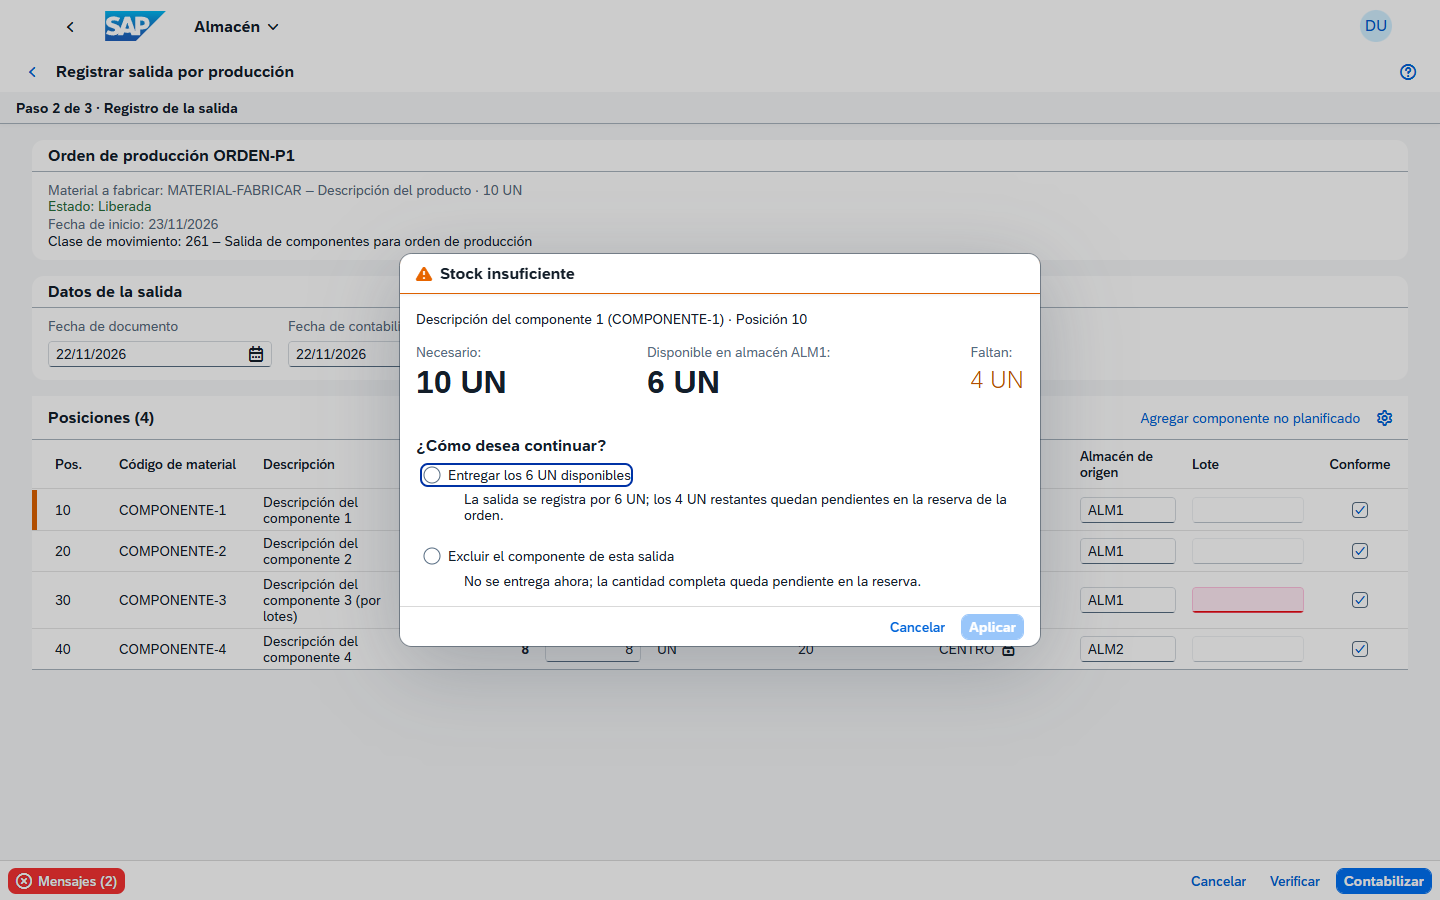 SAP
Almacén
DU
Registrar salida por producción
Paso 2 de 3 · Registro de la salida
Orden de producción ORDEN-P1
Material a fabricar: MATERIAL-FABRICAR – Descripción del producto · 10 UN
Estado: Liberada
Fecha de inicio: 23/11/2026
Clase de movimiento: 261 – Salida de componentes para orden de producción
Datos de la salida
Fecha de documento
Fecha de contabili
22/11/2026
22/11/2026
Posiciones (4)
Agregar componente no planificado
Pos.
Código de material
Descripción
Almacén de origen
Lote
Conforme
10
COMPONENTE-1
Descripción del componente 1
ALM1
20
COMPONENTE-2
Descripción del componente 2
ALM1
30
COMPONENTE-3
Descripción del componente 3 (por lotes)
ALM1
40
COMPONENTE-4
Descripción del componente 4
8
8
UN
20
CENTRO
ALM2
Stock insuficiente
Descripción del componente 1 (COMPONENTE-1) · Posición 10
Necesario:
10 UN
Disponible en almacén ALM1:
6 UN
Faltan:
4 UN
¿Cómo desea continuar?
Entregar los 6 UN disponibles
La salida se registra por 6 UN; los 4 UN restantes quedan pendientes en la reserva de la
orden.
Excluir el componente de esta salida
No se entrega ahora; la cantidad completa queda pendiente en la reserva.
Cancelar
Aplicar
Mensajes (2)
Cancelar
Verificar
Contabilizar